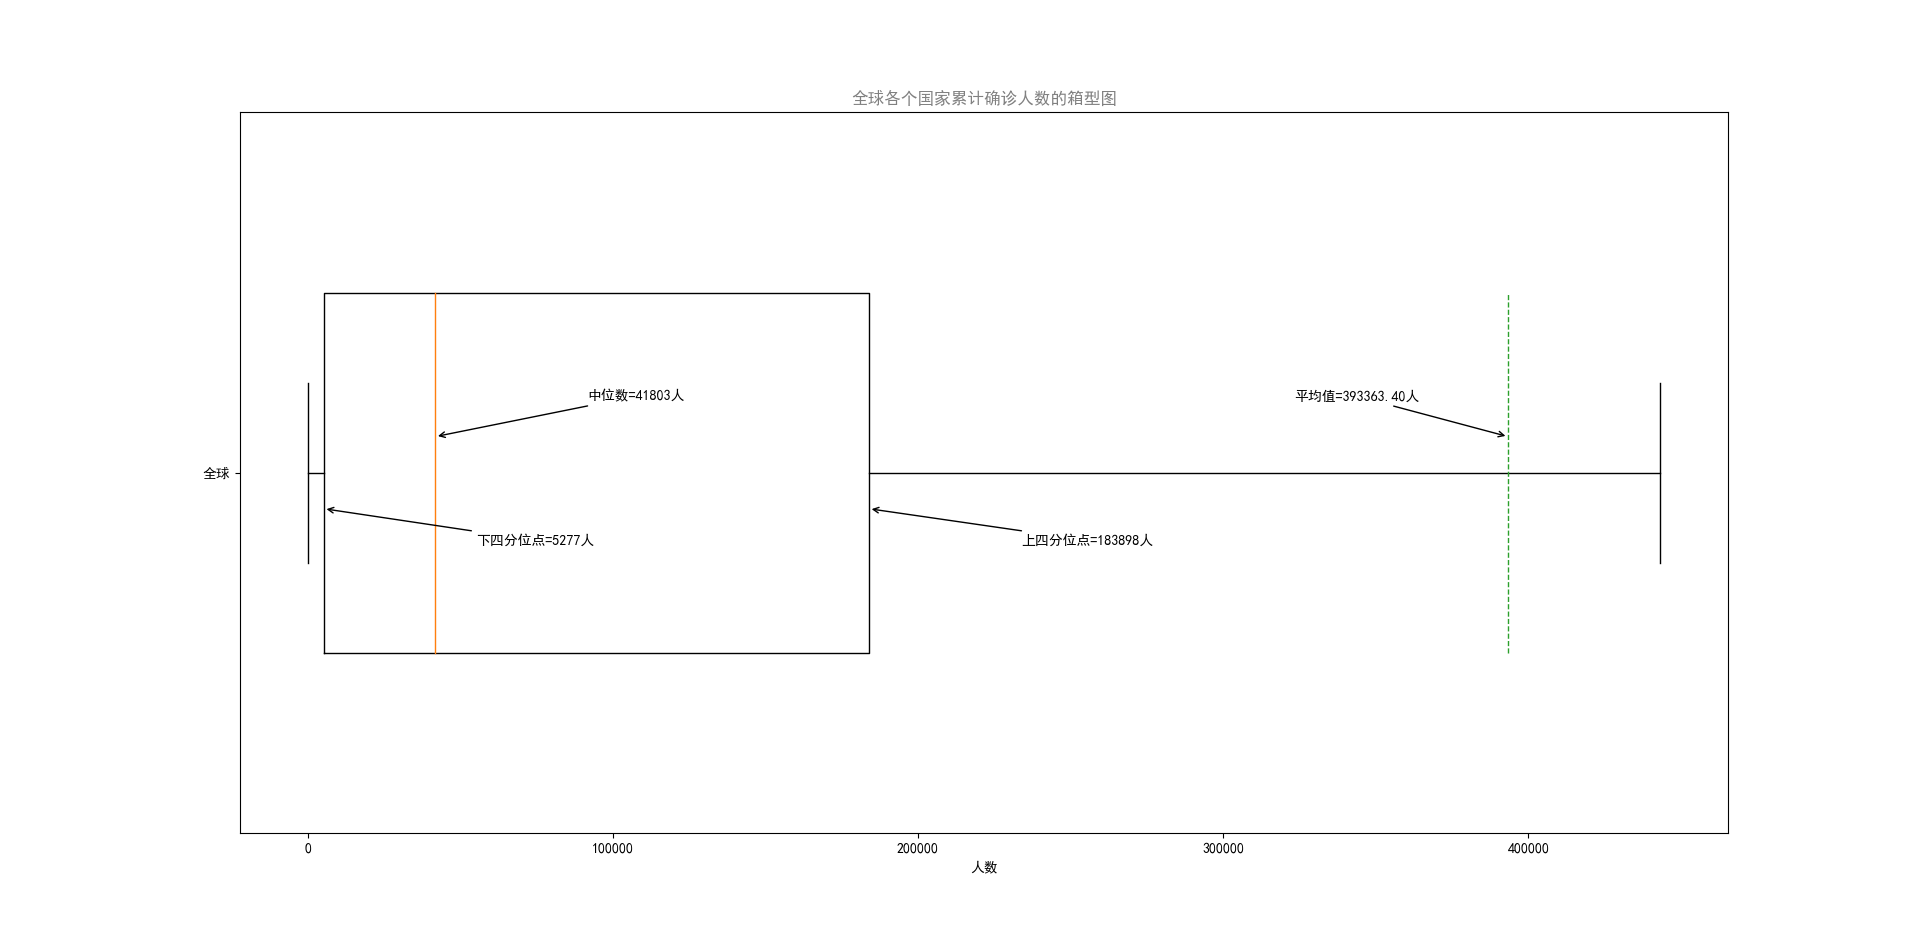 全球各个国家累计确诊人数的箱型图
中位数=41803人
平均值=393363.40人
全球
下四分位点=5277人
上四分位点=183898人
0
100000
200000
300000
400000
人数